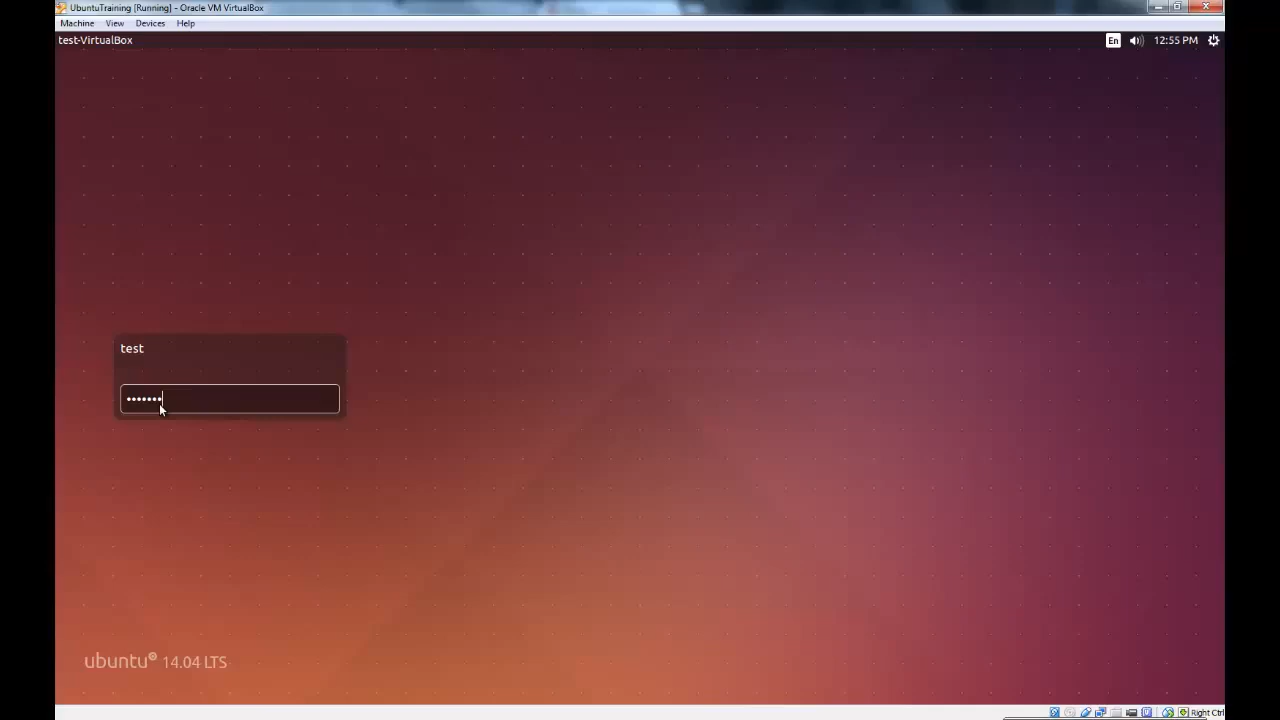 UbuntuTraining [Running] - Oracle VM VirtualBox
Machine View Devices Help
test-VirtualBox En 12:55 PM
test
•••••••
ubuntu® 14.04 LTS
Right Ctrl